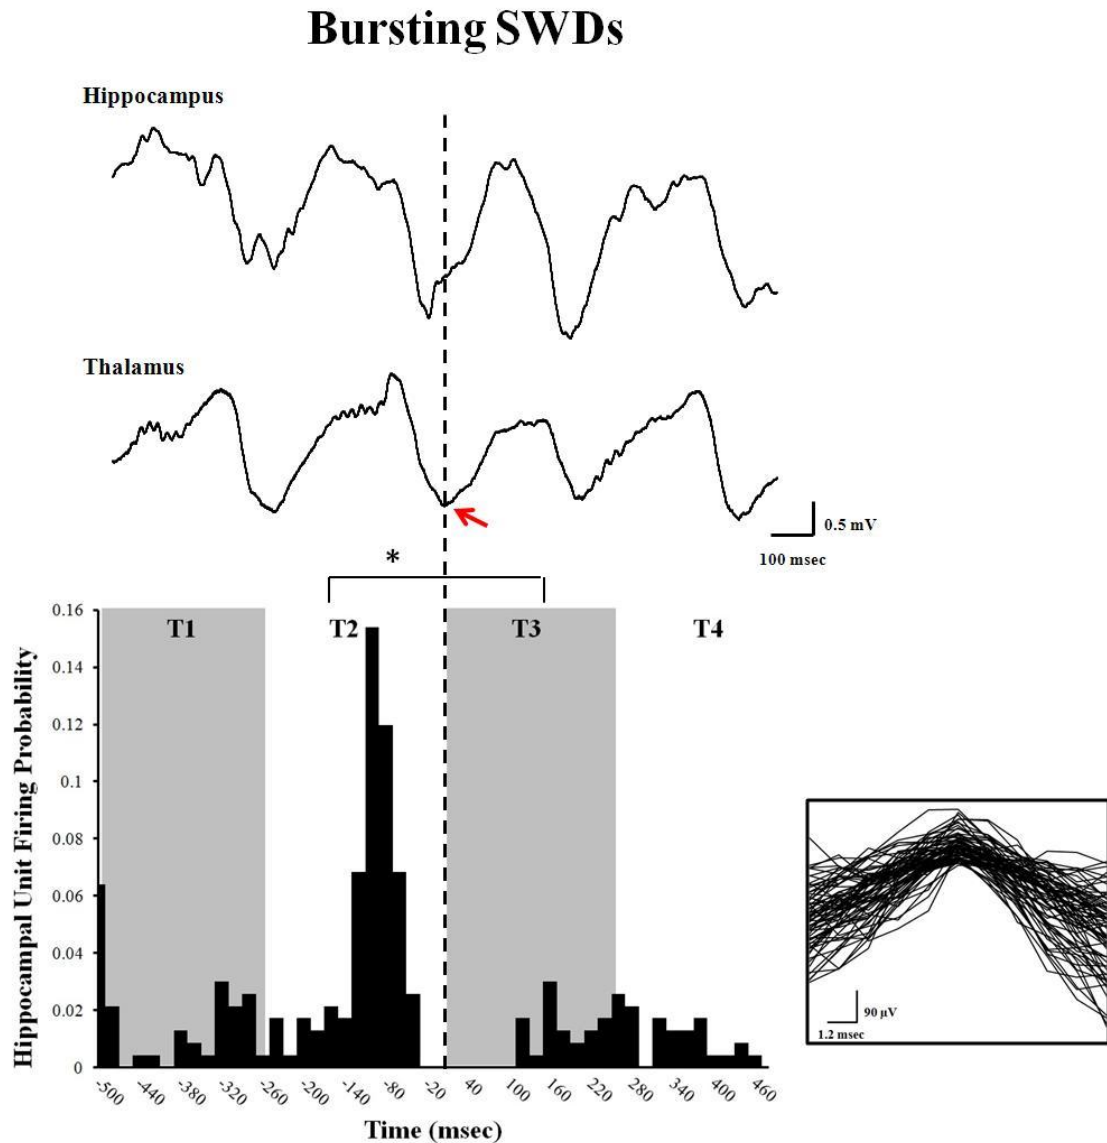 Bursting SWDs
Hippocampus
Thalamus
0.5 mV
100 msec
*
T1 T2 T3 T4
Hippocampal Unit Firing Probability
0.16
0.14
0.12
0.1
0.08
0.06
0.04
0.02
0
-500 -440 -380 -320 -260 -200 -140 -80 -20 40 100 160 220 280 340 400 460
Time (msec)
90 µV
1.2 msec